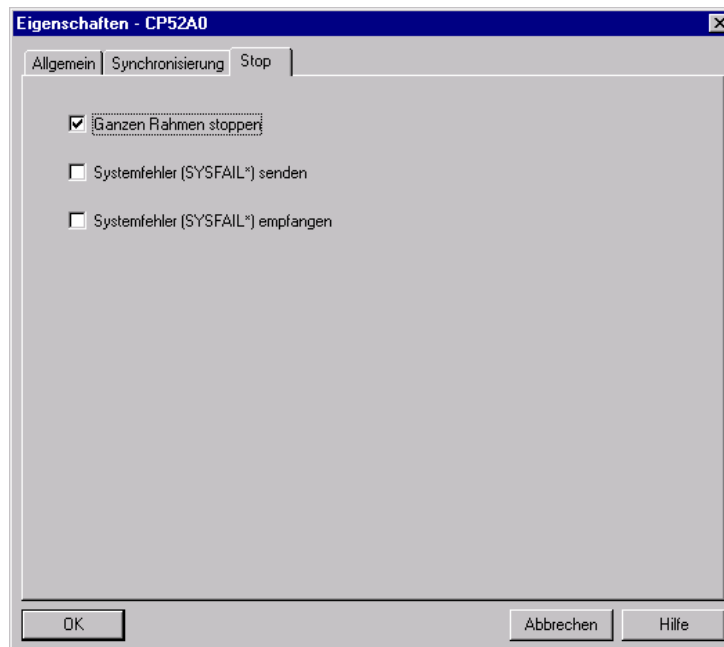 Eigenschaften - CP52A0
Allgemein Synchronisierung Stop
Ganzen Rahmen stoppen
Systemfehler (SYSFAIL*) senden
Systemfehler (SYSFAIL*) empfangen
OK Abbrechen Hilfe